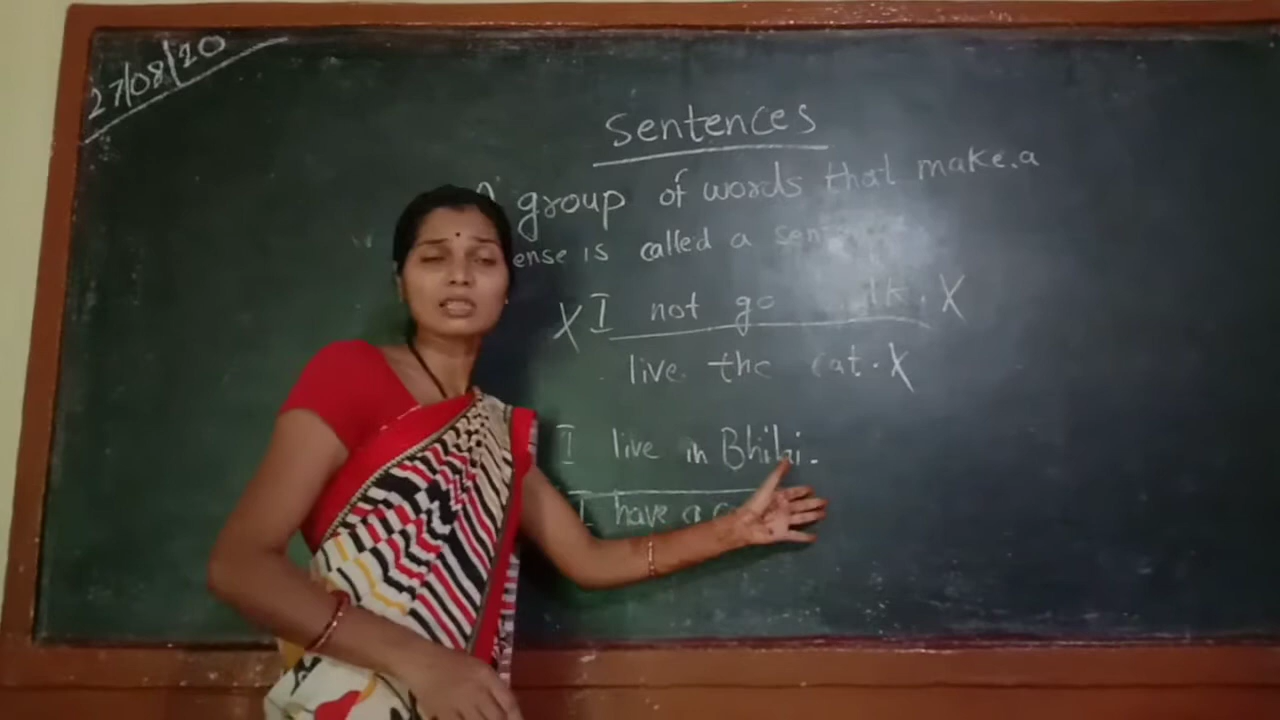 27/08/20
Sentences
group of words that make a
ense is called a
X I not go X
live the cat. X
I live in
I have a